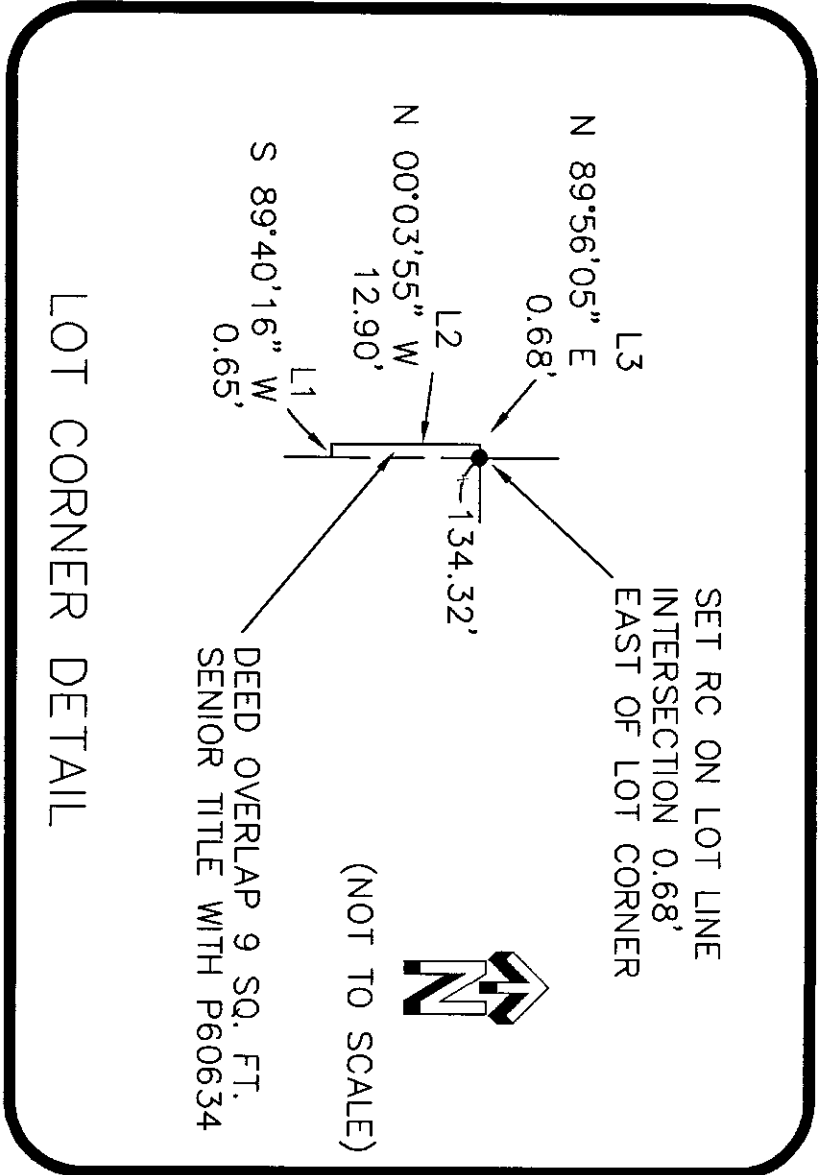 SET RC ON LOT LINE
INTERSECTION 0.68'
EAST OF LOT CORNER
L3
N 89°56'05" E
0.68'
134.32'
L2
N 00°03'55" W
12.90'
L1
S 89°40'16" W
0.65'
N
(NOT TO SCALE)
DEED OVERLAP 9 SQ. FT.
SENIOR TITLE WITH P60634
LOT CORNER DETAIL